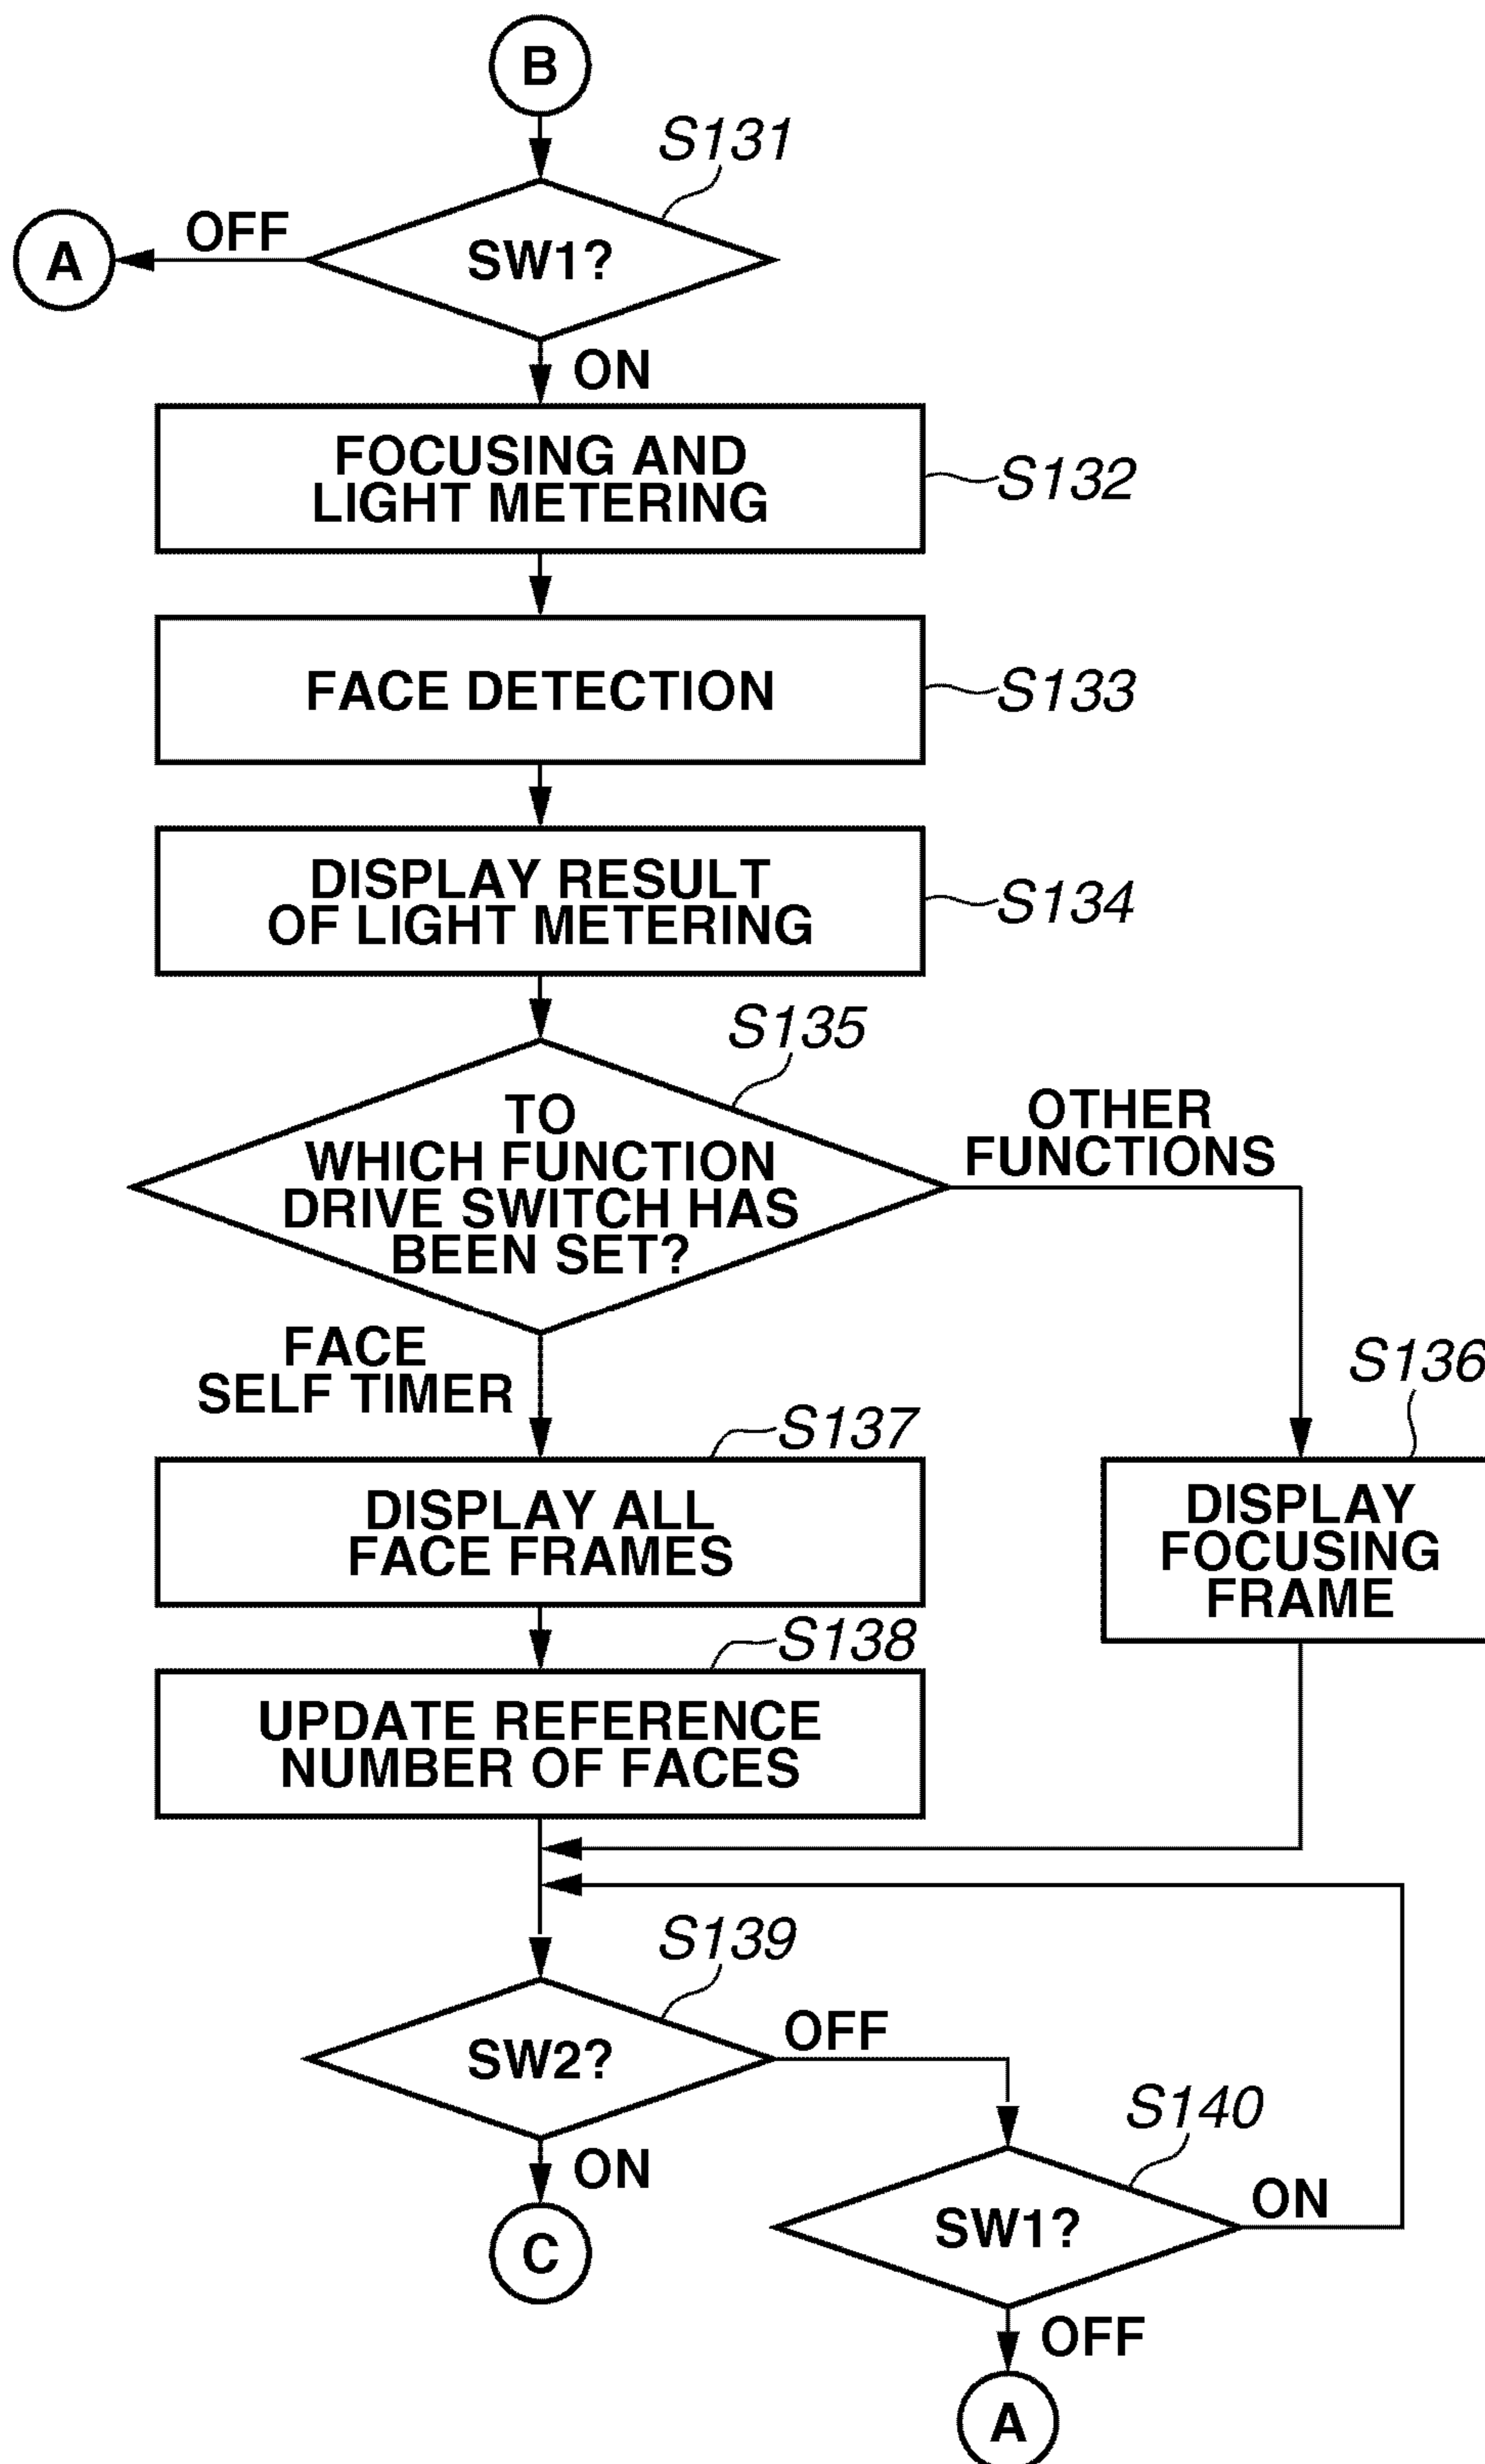 B
S131
OFF
A
SW1?
ON
FOCUSING AND
LIGHT METERING
S132
FACE DETECTION
S133
DISPLAY RESULT
OF LIGHT METERING
S134
S135
TO
WHICH FUNCTION
DRIVE SWITCH HAS
BEEN SET?
OTHER
FUNCTIONS
FACE
SELF TIMER
S136
S137
DISPLAY ALL
FACE FRAMES
DISPLAY
FOCUSING
FRAME
S138
UPDATE REFERENCE
NUMBER OF FACES
S139
SW2?
OFF
S140
ON
C
SW1?
ON
OFF
A